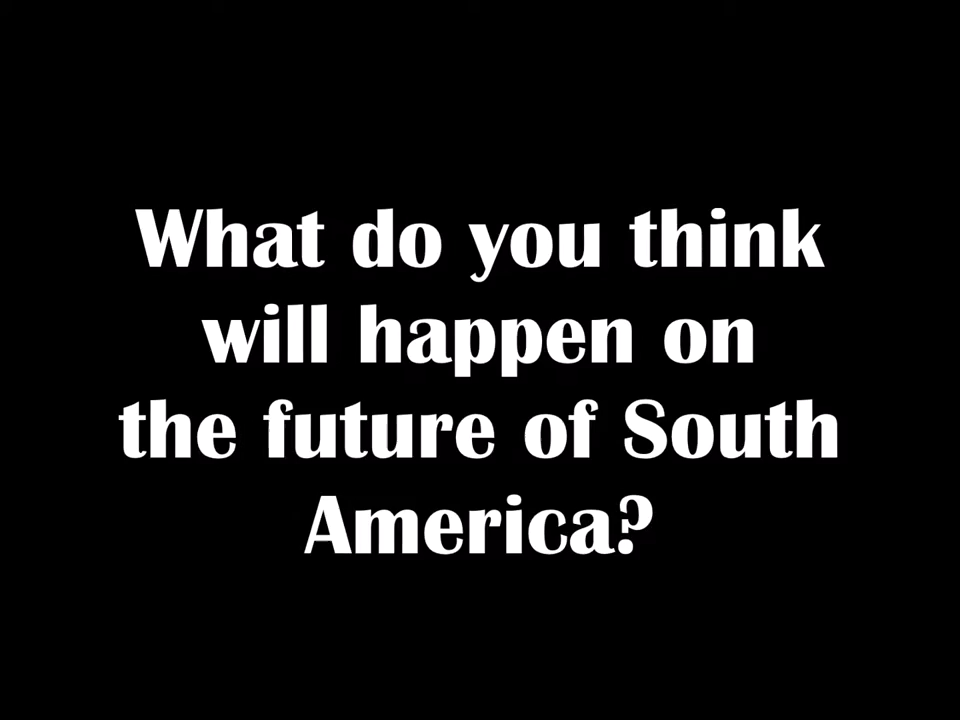 What do you think
will happen on
the future of South
America?